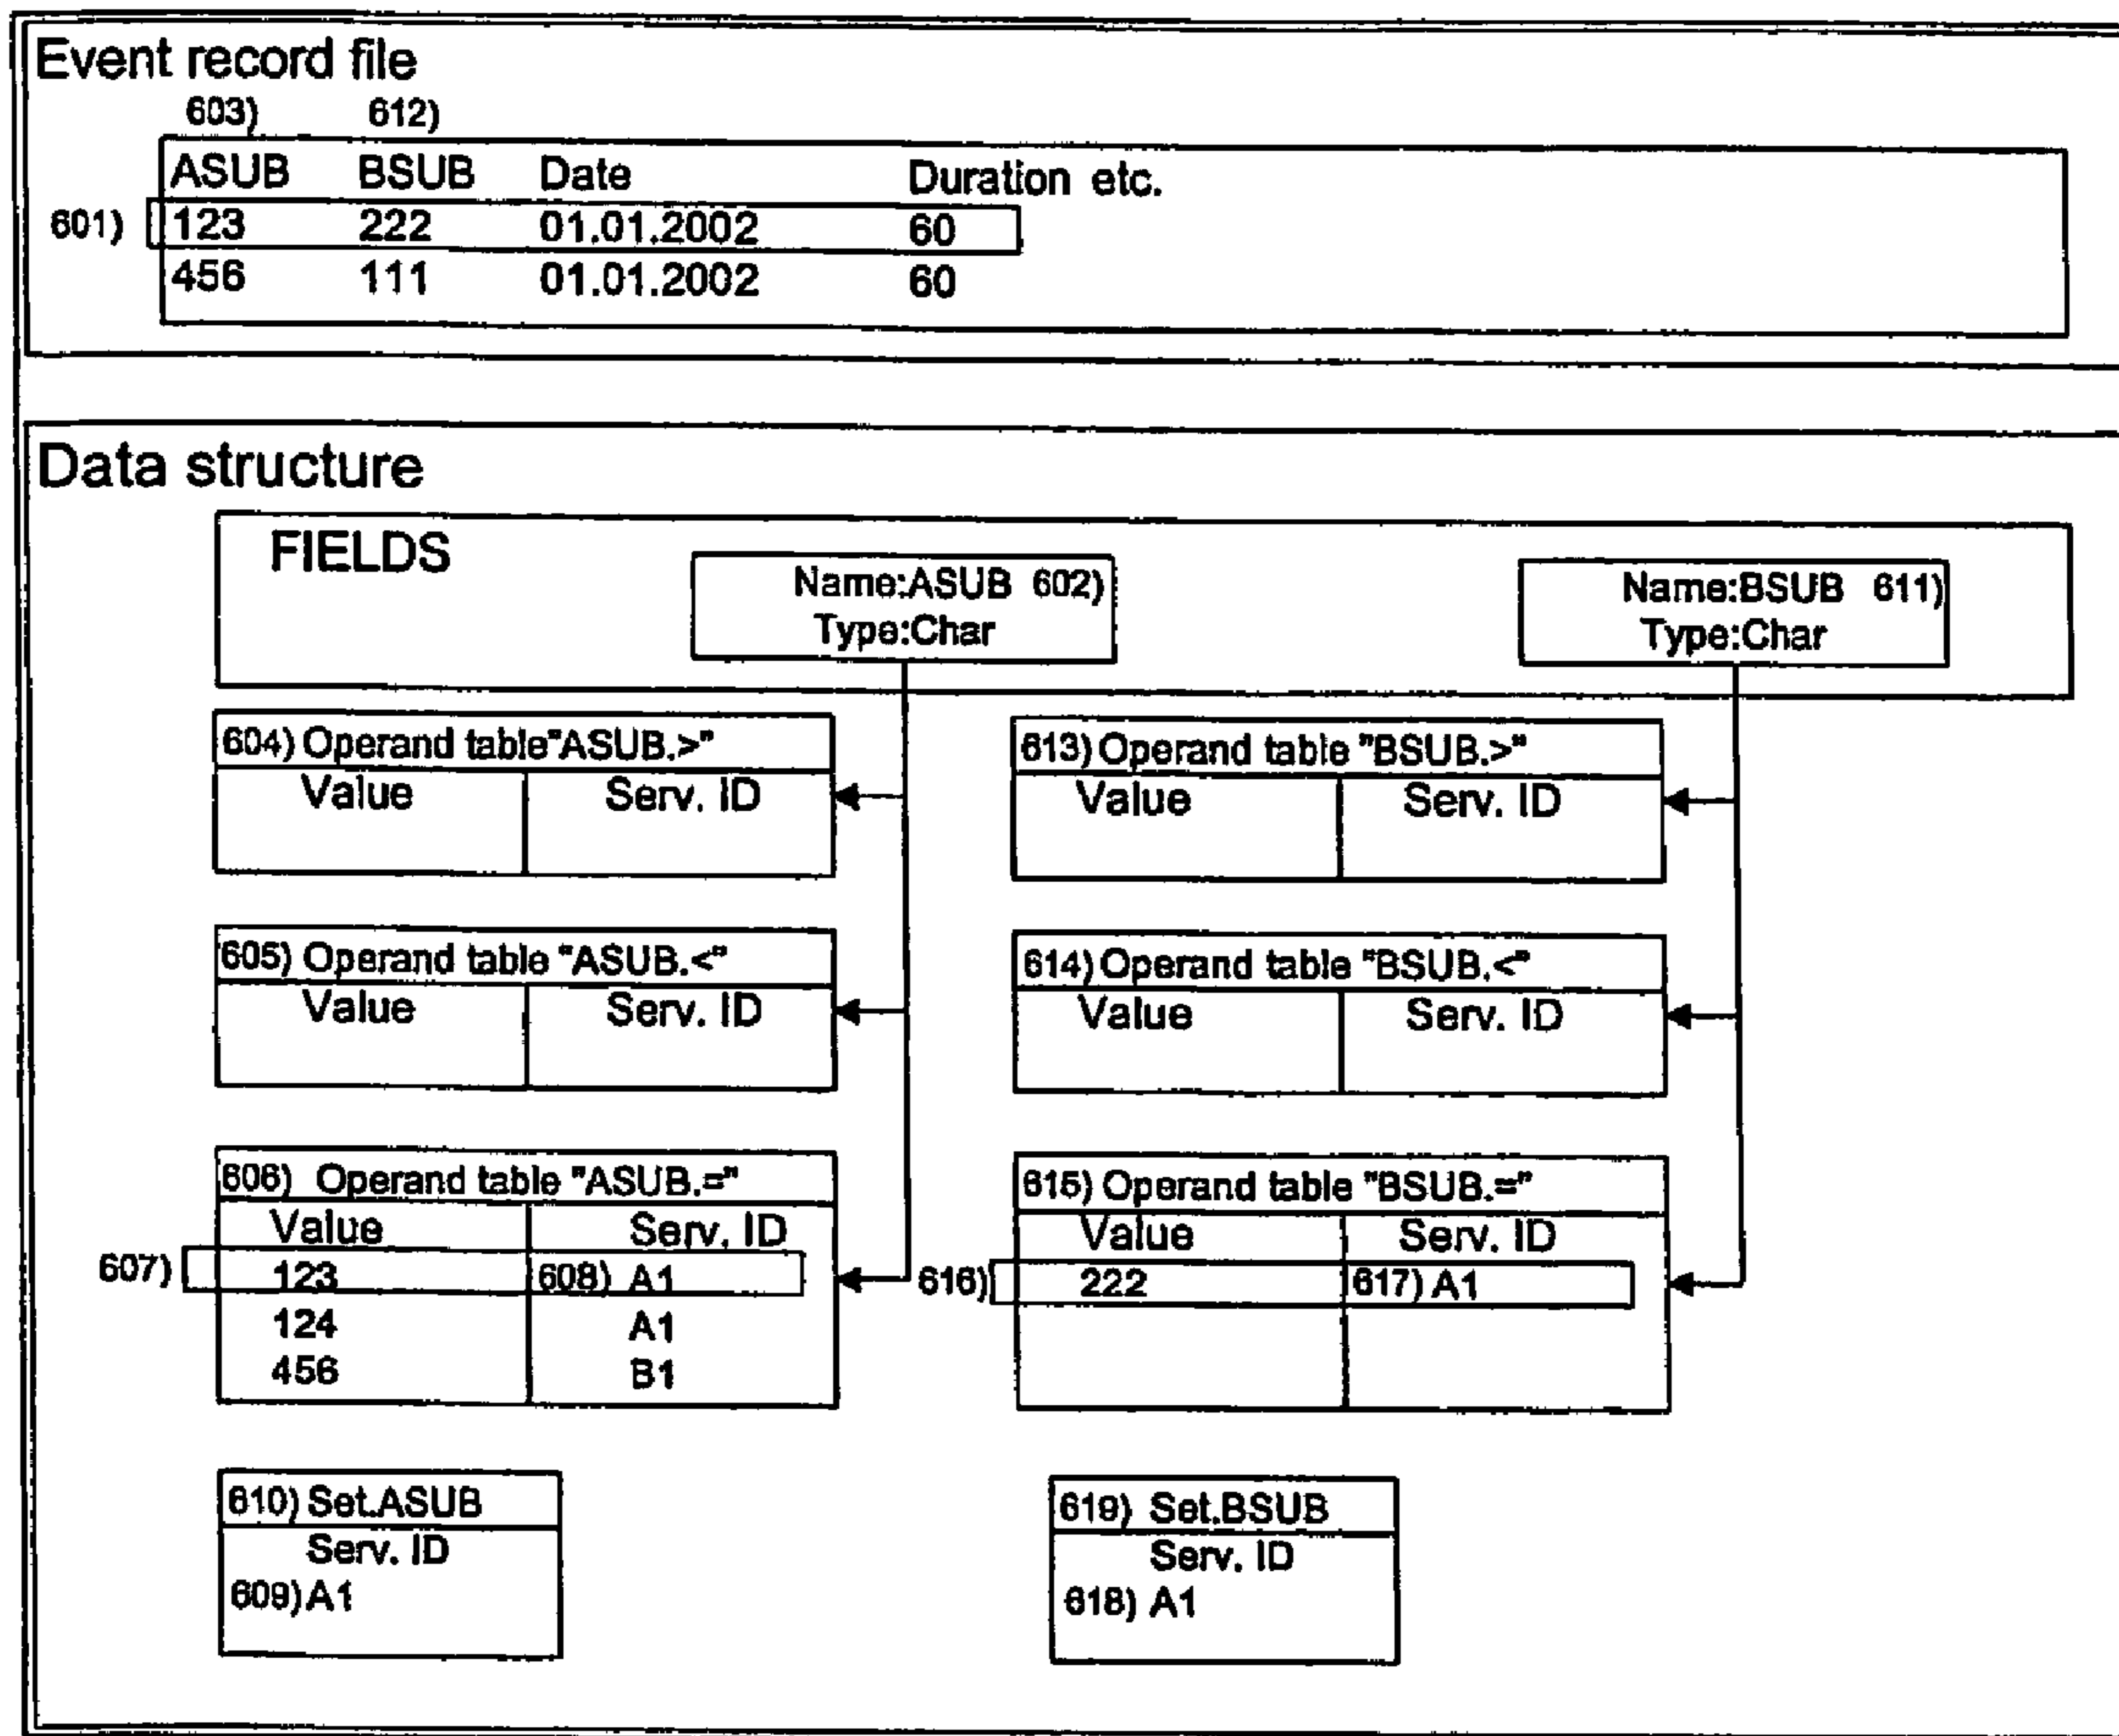 Event record file
603) 612)
ASUB BSUB Date Duration etc.
601) 123 222 01.01.2002 60
456 111 01.01.2002 60
Data structure
FIELDS
Name:ASUB 602)
Type:Char
Name:BSUB 611)
Type:Char
604) Operand table"ASUB.>"
Value Serv. ID
613) Operand table "BSUB.>"
Value Serv. ID
605) Operand table "ASUB.<"
Value Serv. ID
614) Operand table "BSUB.<"
Value Serv. ID
606) Operand table "ASUB.="
Value Serv. ID
607) 123 608) A1
124 A1
456 B1
615) Operand table "BSUB.="
Value Serv. ID
616) 222 617) A1
610) Set.ASUB
Serv. ID
609) A1
619) Set.BSUB
Serv. ID
618) A1